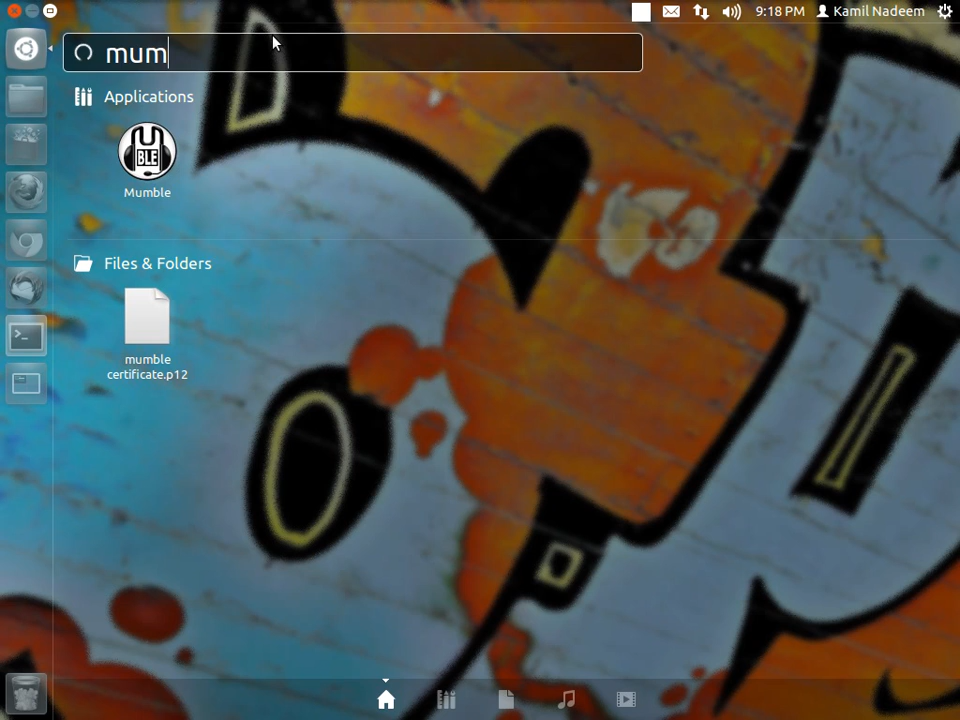 9:18 PM Kamil Nadeem
mum
Applications
BLE
Mumble
Files & Folders
>_
mumble
certificate.p12